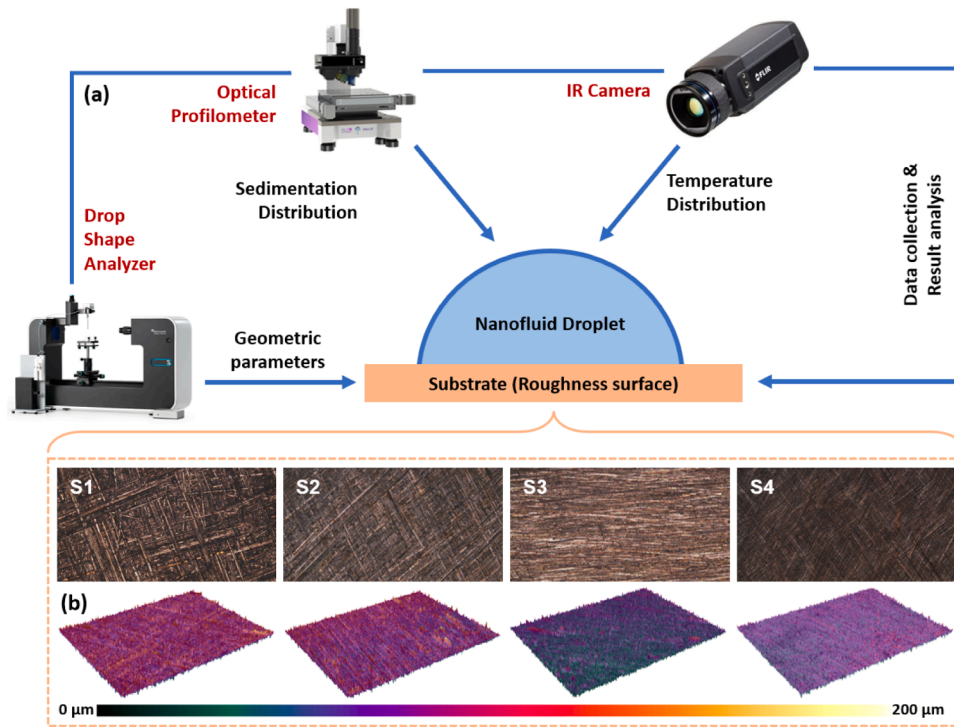 (a)
Optical
Profilometer
IR Camera
FLIR
Sedimentation
Distribution
Temperature
Distribution
Drop
Shape
Analyzer
Data collection &
Result analysis
Geometric
parameters
Nanofluid Droplet
Substrate (Roughness surface)
S1
S2
S3
S4
(b)
0 μm
200 μm